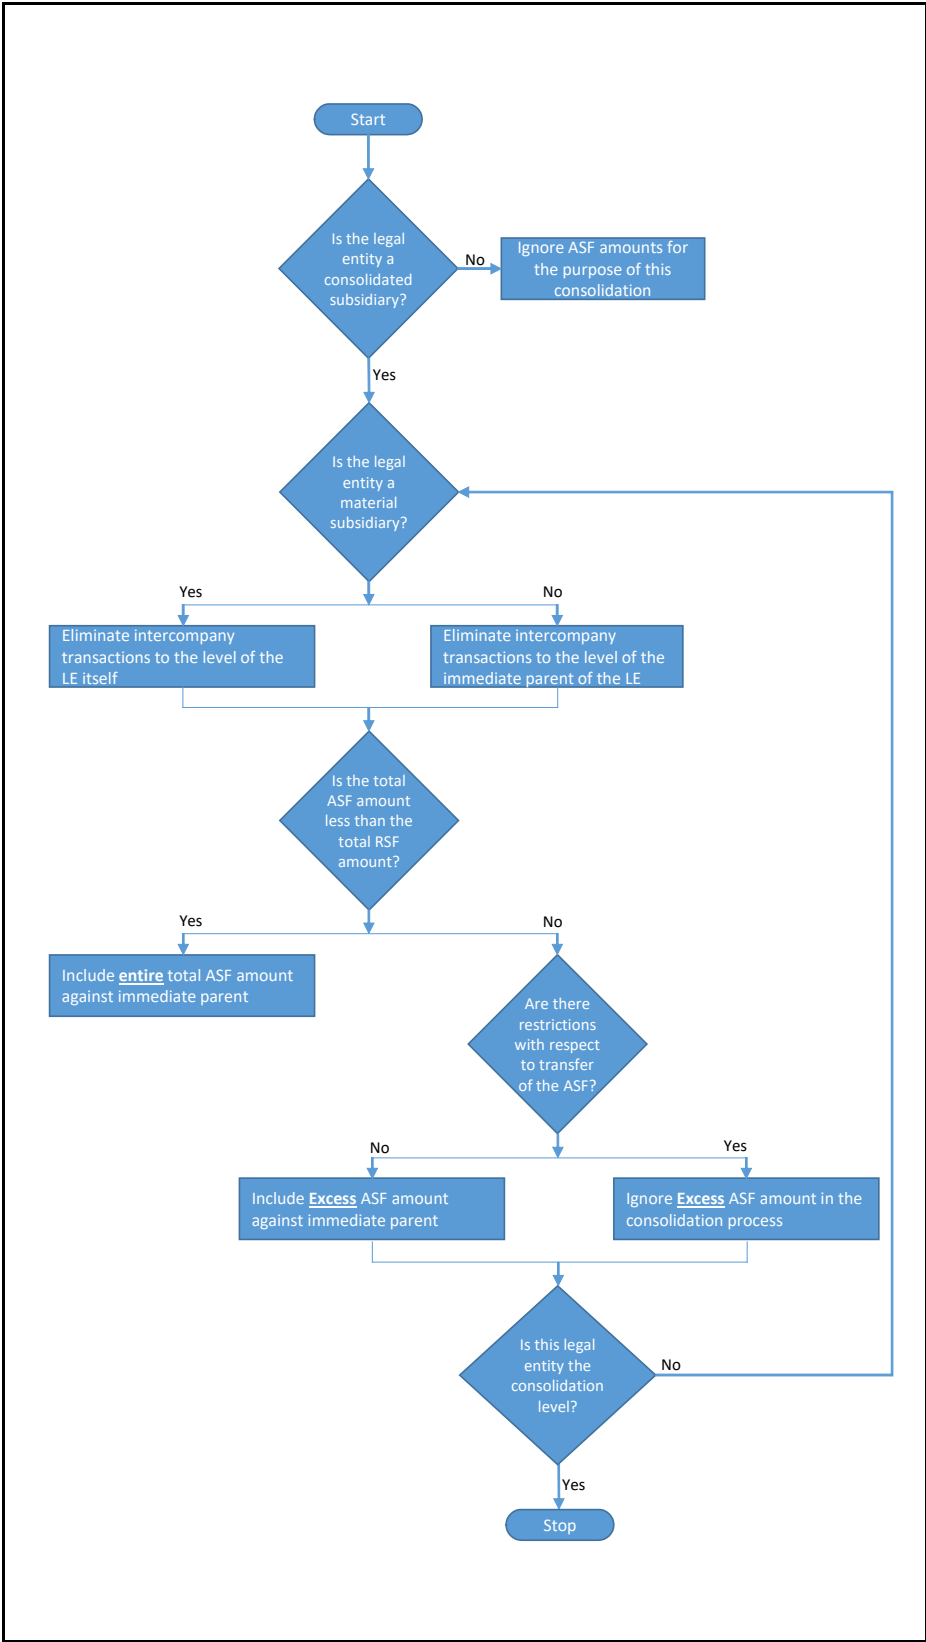 Start
Is the legal
entity a
consolidated
subsidiary?
No
Ignore ASF amounts for
the purpose of this
consolidation
Yes
Is the legal
entity a
material
subsidiary?
Yes
No
Eliminate intercompany
transactions to the level of the
LE itself
Eliminate intercompany
transactions to the level of the
immediate parent of the LE
Is the total
ASF amount
less than the
total RSF
amount?
Yes
No
Include entire total ASF amount
against immediate parent
Are there
restrictions
with respect
to transfer
of the ASF?
No
Yes
Include Excess ASF amount
against immediate parent
Ignore Excess ASF amount in the
consolidation process
Is this legal
entity the
consolidation
level?
No
Yes
Stop